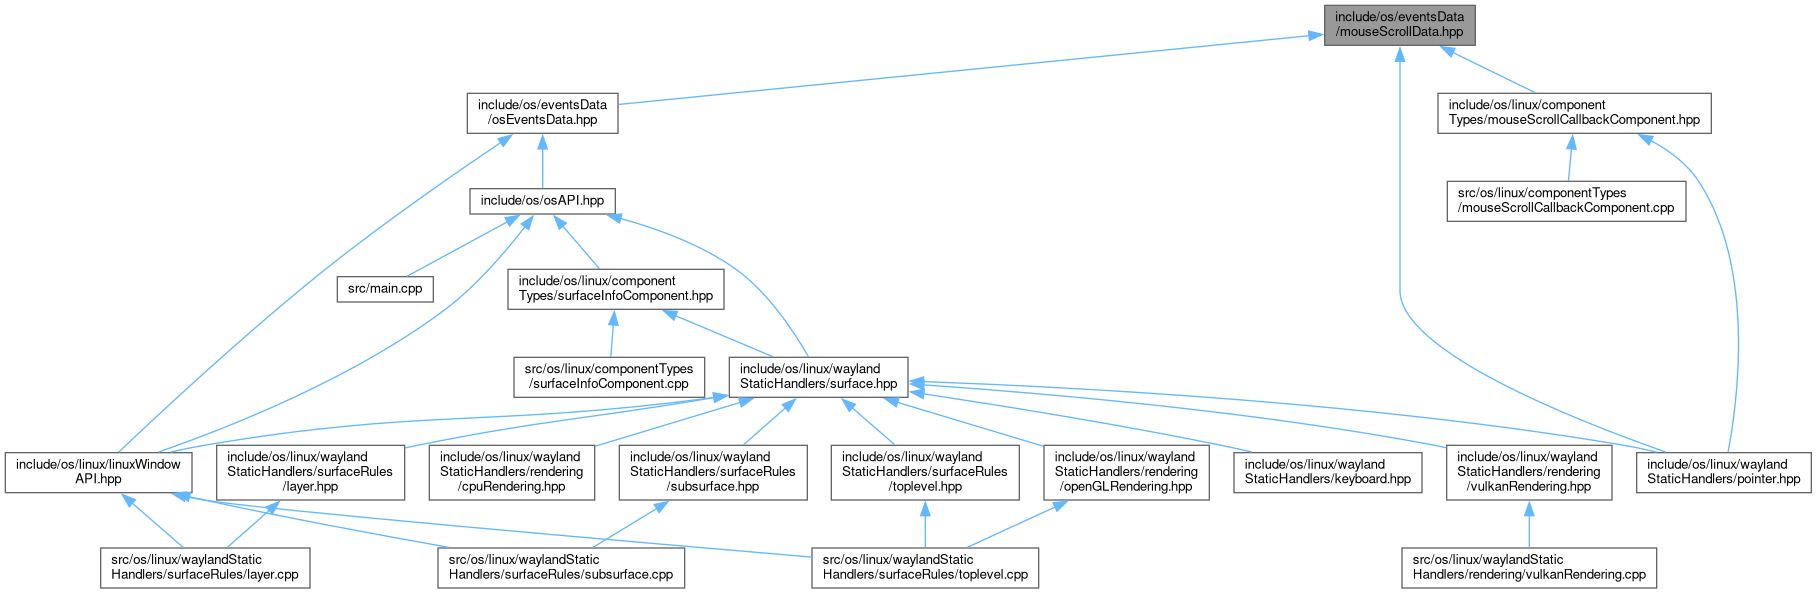 include/os/eventsData
/mouseScrollData.hpp
include/os/eventsData
/osEventsData.hpp
include/os/linux/component
Types/mouseScrollCallbackComponent.hpp
include/os/osAPI.hpp
src/os/linux/componentTypes
/mouseScrollCallbackComponent.cpp
src/main.cpp
include/os/linux/component
Types/surfaceInfoComponent.hpp
src/os/linux/componentTypes
/surfaceInfoComponent.cpp
include/os/linux/wayland
StaticHandlers/surface.hpp
include/os/linux/linuxWindow
API.hpp
include/os/linux/wayland
StaticHandlers/surfaceRules
/layer.hpp
include/os/linux/wayland
StaticHandlers/rendering
/cpuRendering.hpp
include/os/linux/wayland
StaticHandlers/surfaceRules
/subsurface.hpp
include/os/linux/wayland
StaticHandlers/surfaceRules
/toplevel.hpp
include/os/linux/wayland
StaticHandlers/rendering
/openGLRendering.hpp
include/os/linux/wayland
StaticHandlers/keyboard.hpp
include/os/linux/wayland
StaticHandlers/rendering
/vulkanRendering.hpp
include/os/linux/wayland
StaticHandlers/pointer.hpp
src/os/linux/waylandStatic
Handlers/surfaceRules/layer.cpp
src/os/linux/waylandStatic
Handlers/surfaceRules/subsurface.cpp
src/os/linux/waylandStatic
Handlers/surfaceRules/toplevel.cpp
src/os/linux/waylandStatic
Handlers/rendering/vulkanRendering.cpp